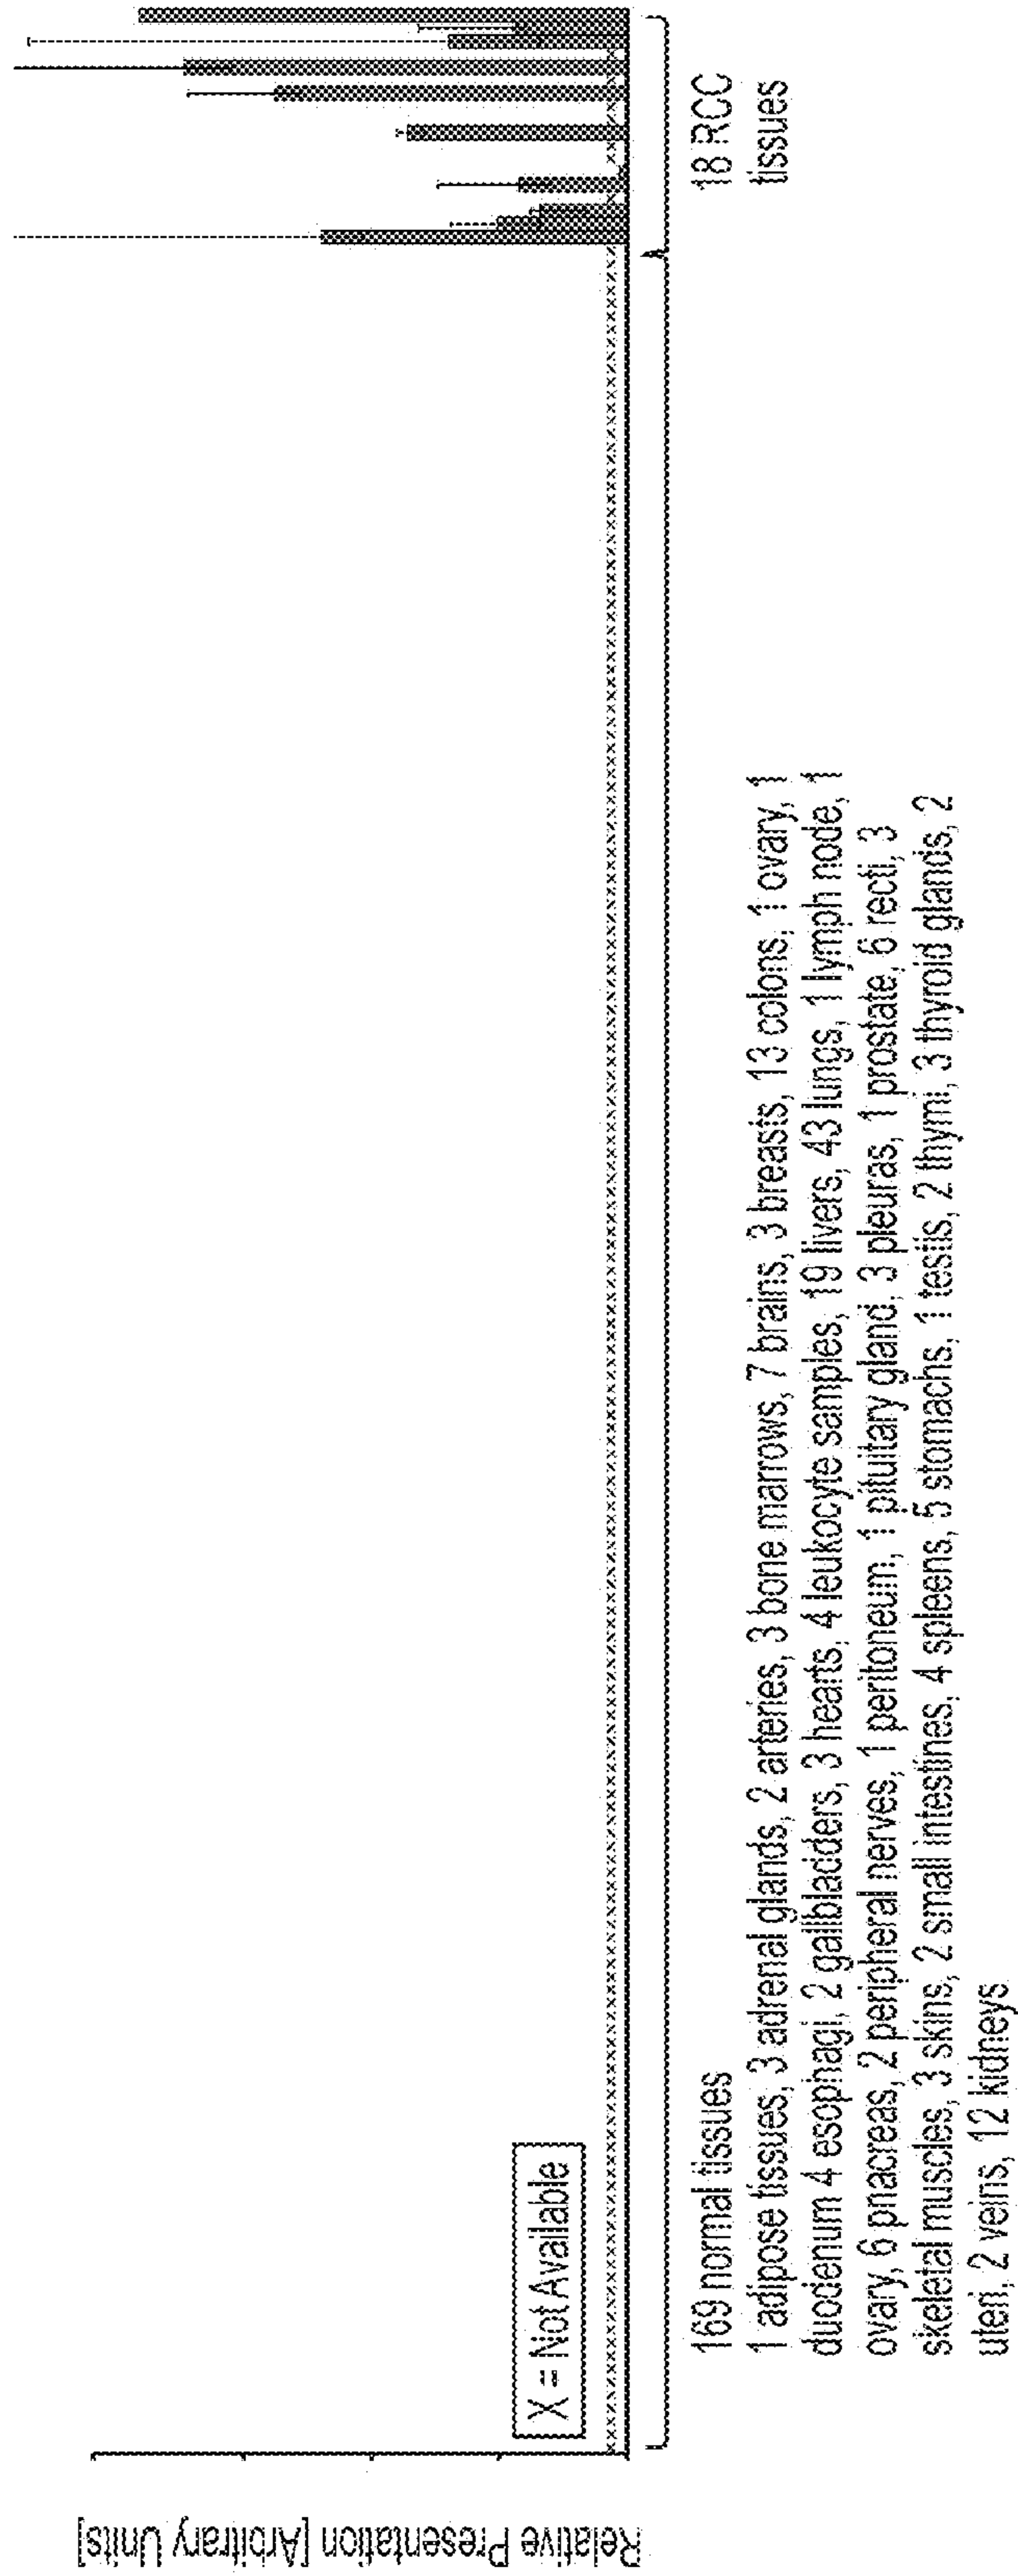 Relative Presentation [Arbitrary Units]
X = Not Available
169 normal tissues
1 adipose tissues, 3 adrenal glands, 2 arteries, 3 bone marrows, 7 brains, 3 breasts, 13 colons, 1 ovary, 1
duodenum 4 esophagi, 2 gallbladders, 3 hearts, 4 leukocyte samples, 19 livers, 43 lungs, 1 lymph node, 1
ovary, 6 pnacreas, 2 peripheral nerves, 1 peritoneum, 1 pituitary gland, 3 pleuras, 1 prostate, 6 recti, 3
skeletal muscles, 3 skins, 2 small intestines, 4 spleens, 5 stomachs, 1 testis, 2 thymi, 3 thyroid glands, 2
uteri, 2 veins, 12 kidneys
18 RCC
tissues